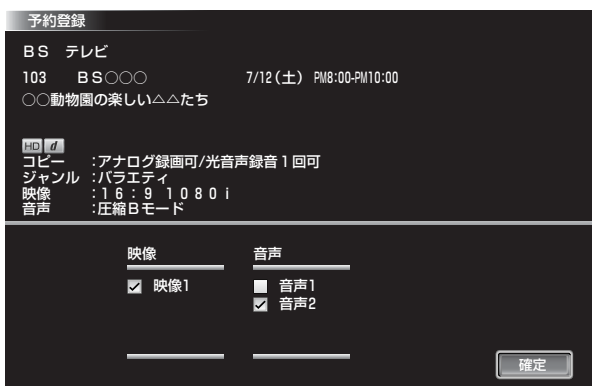 予約登録
BS テレビ
103 BS○○○ 7/12(土) PM8:00-PM10:00
○○動物園の楽しい△△たち
HD d
コピー :アナログ録画可/光音声録音1回可
ジャンル :バラエティ
映像 :16:9 1080i
音声 :圧縮Bモード
映像 音声
映像1 音声1
音声2
確定